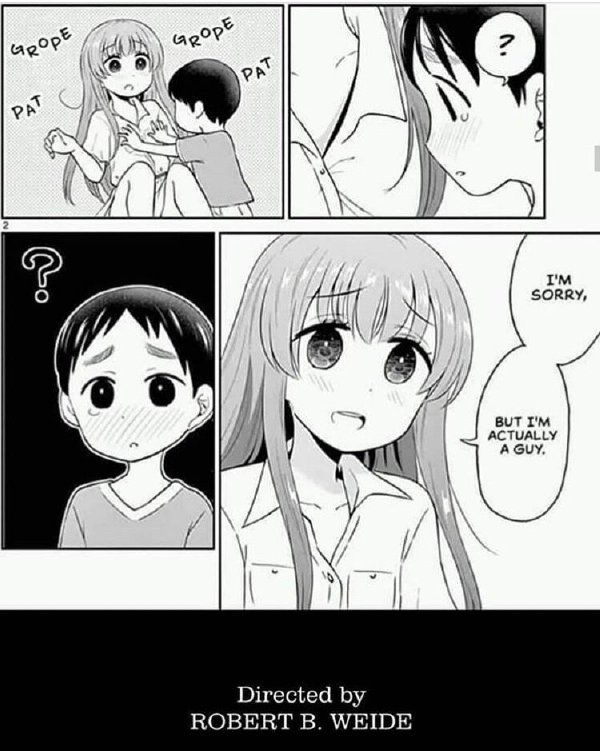 GROPE
GROPE
PAT
PAT
?
2
?
I'M
SORRY,
BUT I'M
ACTUALLY
A GUY.
Directed by
ROBERT B. WEIDE